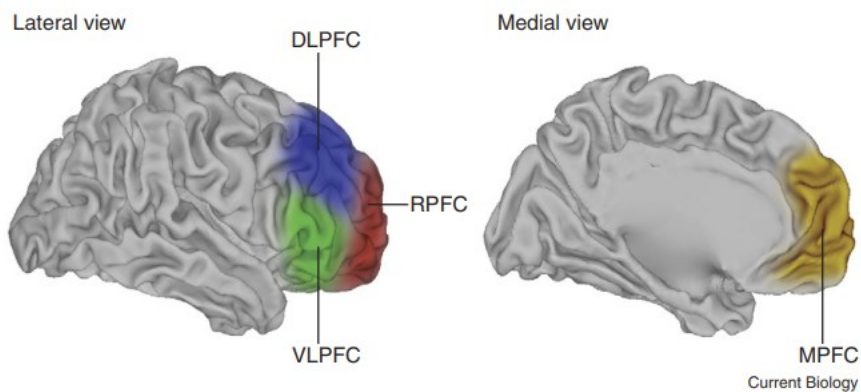 Lateral view
Medial view
DLPFC
RPFC
VLPFC
MPFC
Current Biology